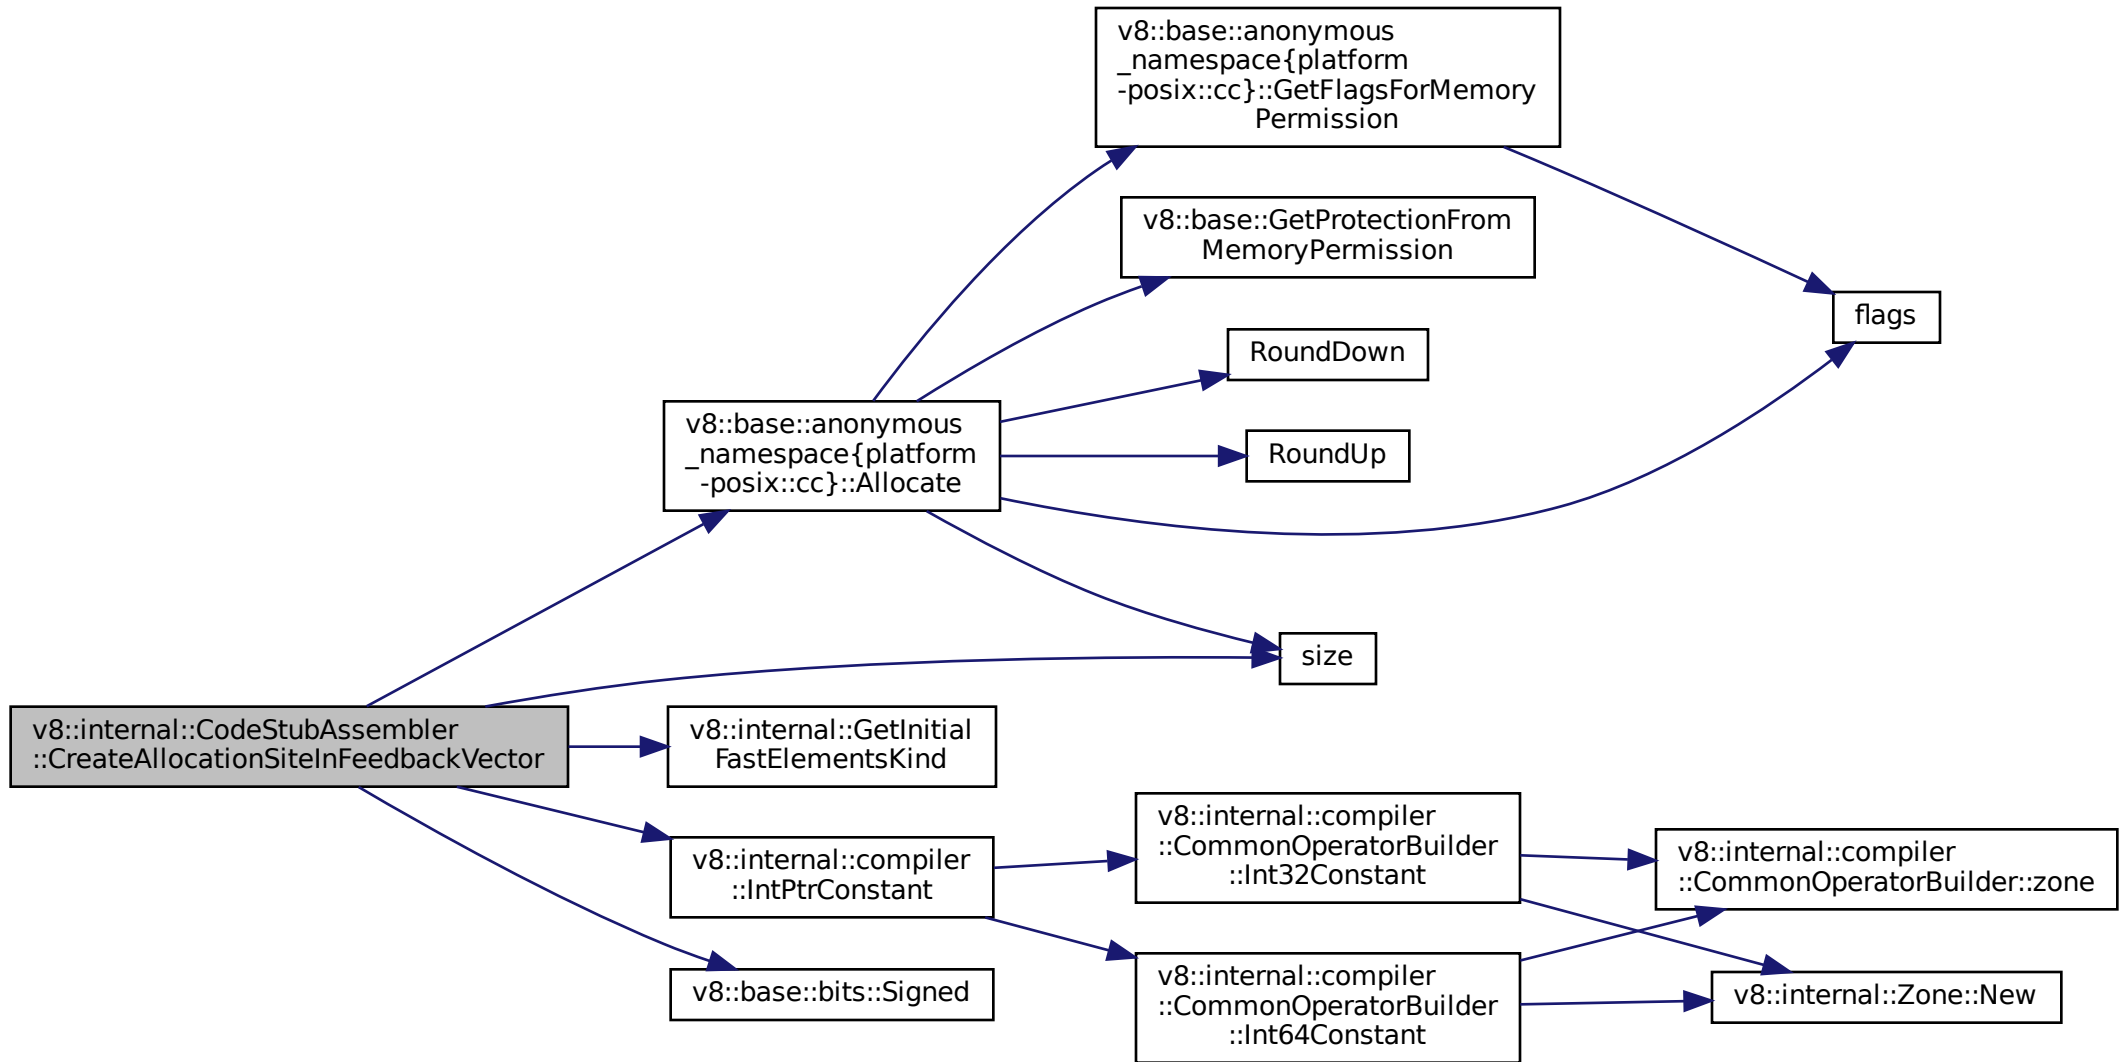 v8::base::anonymous
_namespace{platform
-posix::cc}::GetFlagsForMemory
Permission
v8::base::GetProtectionFrom
MemoryPermission
flags
RoundDown
v8::base::anonymous
_namespace{platform
-posix::cc}::Allocate
RoundUp
size
v8::internal::CodeStubAssembler
::CreateAllocationSiteInFeedbackVector
v8::internal::GetInitial
FastElementsKind
v8::internal::compiler
::IntPtrConstant
v8::internal::compiler
::CommonOperatorBuilder
::Int32Constant
v8::internal::compiler
::CommonOperatorBuilder::zone
v8::base::bits::Signed
v8::internal::compiler
::CommonOperatorBuilder
::Int64Constant
v8::internal::Zone::New